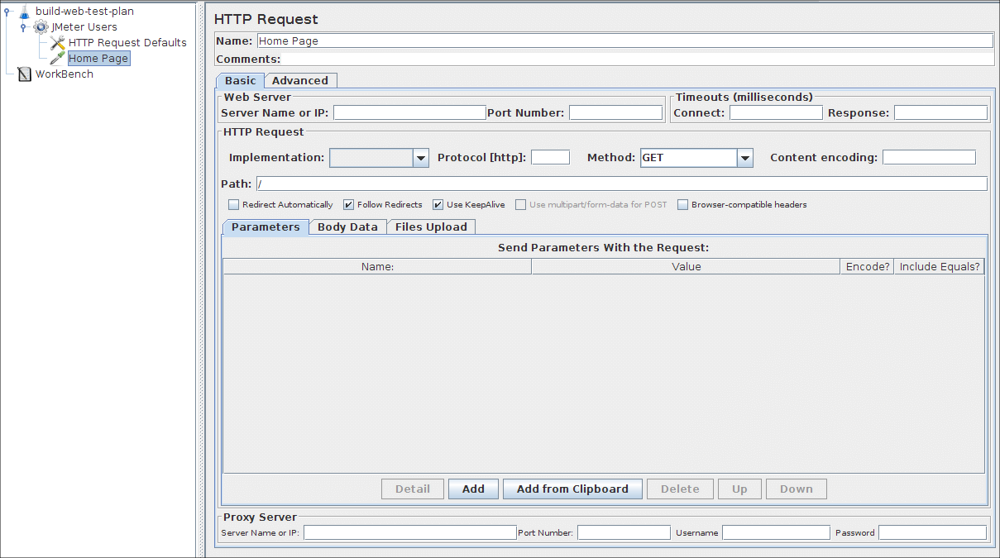 build-web-test-plan
JMeter Users
HTTP Request Defaults
Home Page
WorkBench
HTTP Request
Name: Home Page
Comments:
Basic Advanced
Web Server
Server Name or IP: Port Number:
Timeouts (milliseconds)
Connect: Response:
HTTP Request
Implementation: Protocol [http]: Method: GET Content encoding:
Path: /
Redirect Automatically Follow Redirects Use KeepAlive Use multipart/form-data for POST Browser-compatible headers
Parameters Body Data Files Upload
Send Parameters With the Request:
Name: Value Encode? Include Equals?
Detail Add Add from Clipboard Delete Up Down
Proxy Server
Server Name or IP: Port Number: Username Password